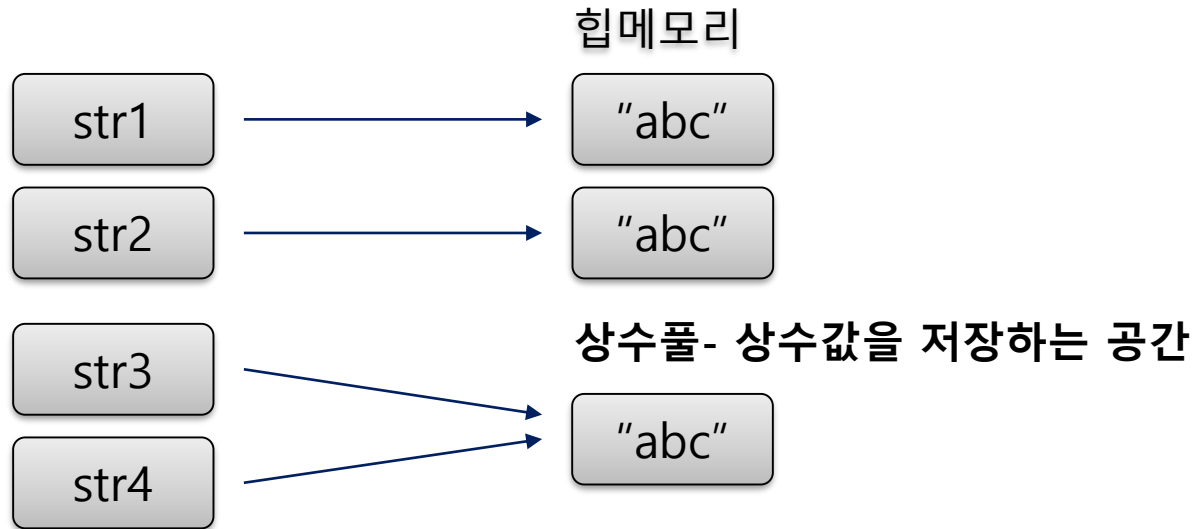 힙메모리
str1
"abc"
str2
"abc"
상수풀- 상수값을 저장하는 공간
str3
"abc"
str4